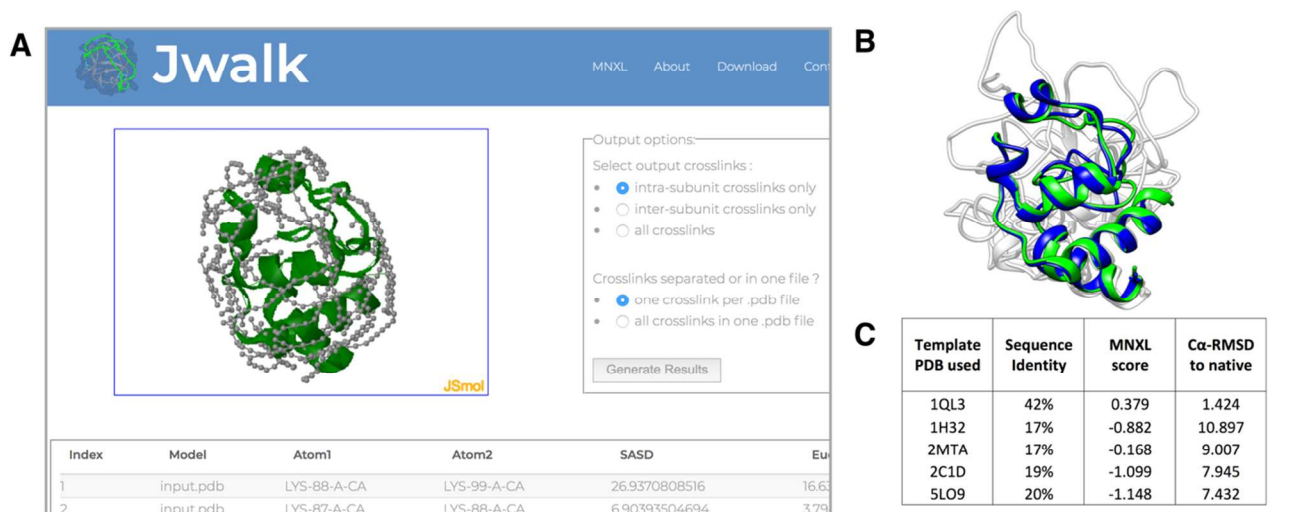 A
Jwalk
MNXL About Download
Output options:
Select output crosslinks :
intra-subunit crosslinks only
inter-subunit crosslinks only
all crosslinks
Crosslinks separated or in one file ?
one crosslink per .pdb file
all crosslinks in one .pdb file
Generate Results
JSmol
Index Model Atom1 Atom2 SASD
1 input.pdb LYS-88-A-CA LYS-99-A-CA 26.9370808516 16.63
2 input.pdb LYS-87-A-CA LYS-88-A-CA 6.90393504694 3.79
B
C
Template Sequence MNXL Cα-RMSD
PDB used Identity score to native
1QL3 42% 0.379 1.424
1H32 17% -0.882 10.897
2MTA 17% -0.168 9.007
2C1D 19% -1.099 7.945
5LO9 20% -1.148 7.432